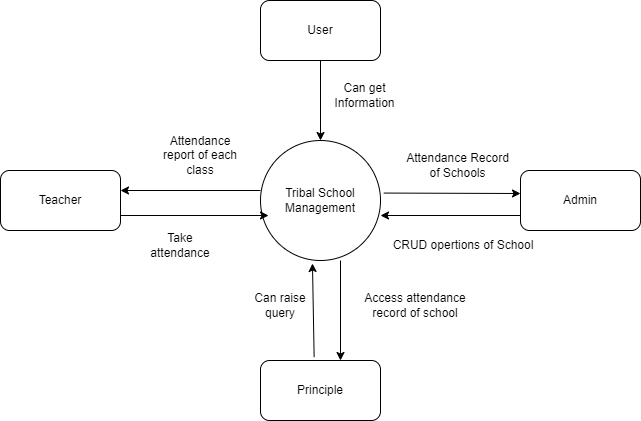 User
Can get
Information
Attendance
report of each
class
Attendance Record
of Schools
Teacher
Tribal School
Management
Admin
Take
attendance
CRUD opertions of School
Can raise
query
Access attendance
record of school
Principle